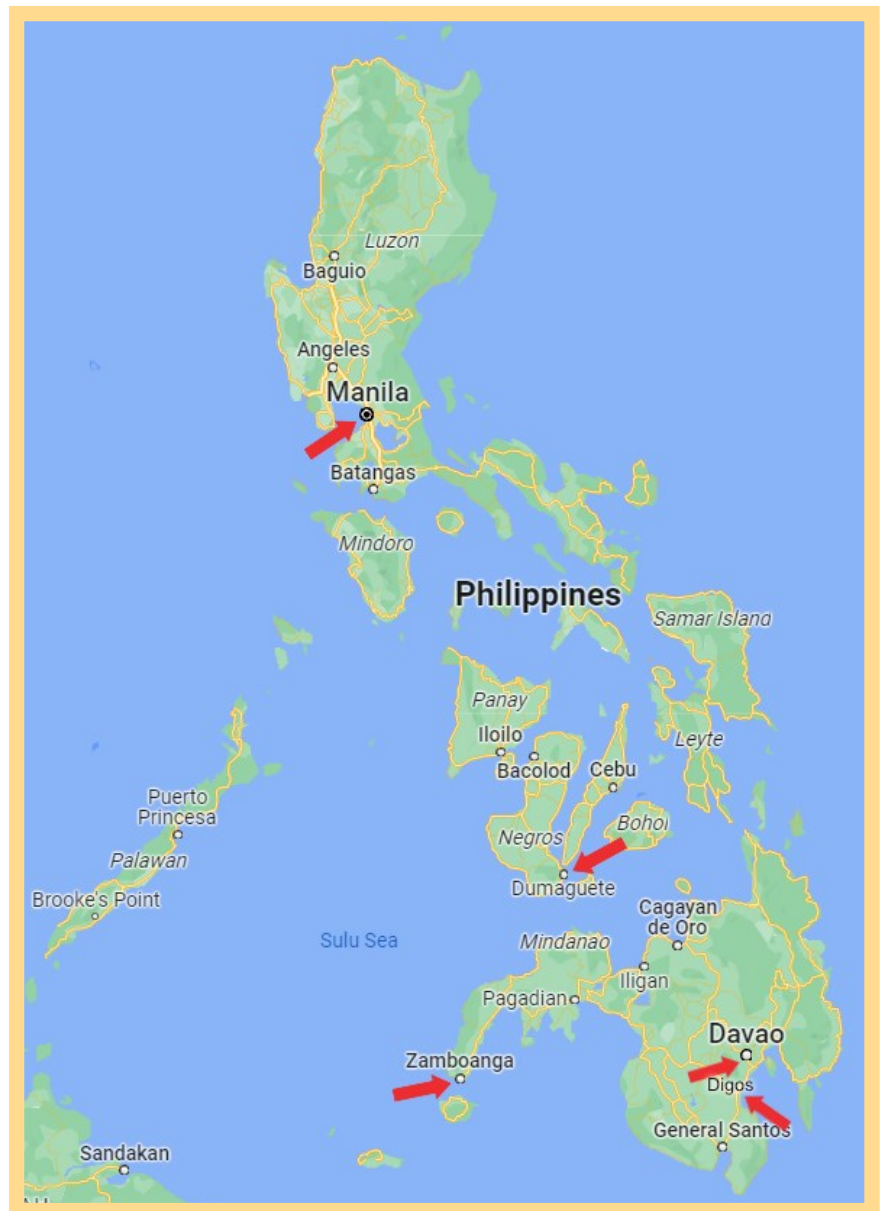 Luzon
Baguio
Angeles
Manila
Batangas
Mindoro
Philippines
Samar Island
Panay
Iloilo
Bacolod
Cebu
Leyte
Puerto
Princesa
Negros
Bohol
Palawan
Dumaguete
Brooke's Point
Cagayan
de Oro
Sulu Sea
Mindanao
Iligan
Pagadian
Davao
Zamboanga
Digos
General Santos
Sandakan